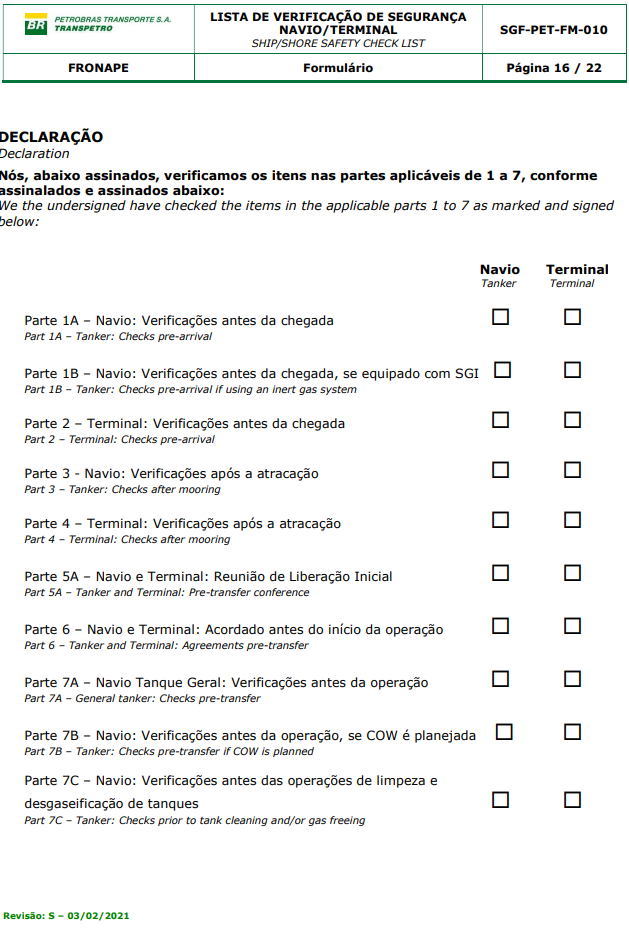 BR PETROBRAS TRANSPORTE S.A.
TRANSPETRO
LISTA DE VERIFICAÇÃO DE SEGURANÇA
NAVIO/TERMINAL
SHIP/SHORE SAFETY CHECK LIST
SGF-PET-FM-010
FRONAPE
Formulário
Página 16 / 22
DECLARAÇÃO
Declaration
Nós, abaixo assinados, verificamos os itens nas partes aplicáveis de 1 a 7, conforme
assinalados e assinados abaixo:
We the undersigned have checked the items in the applicable parts 1 to 7 as marked and signed
below:
Navio Terminal
Tanker Terminal
Parte 1A – Navio: Verificações antes da chegada ☐ ☐
Part 1A – Tanker: Checks pre-arrival
Parte 1B – Navio: Verificações antes da chegada, se equipado com SGI ☐ ☐
Part 1B – Tanker: Checks pre-arrival if using an inert gas system
Parte 2 – Terminal: Verificações antes da chegada ☐ ☐
Part 2 – Terminal: Checks pre-arrival
Parte 3 - Navio: Verificações após a atracação ☐ ☐
Part 3 – Tanker: Checks after mooring
Parte 4 – Terminal: Verificações após a atracação ☐ ☐
Part 4 – Terminal: Checks after mooring
Parte 5A – Navio e Terminal: Reunião de Liberação Inicial ☐ ☐
Part 5A – Tanker and Terminal: Pre-transfer conference
Parte 6 – Navio e Terminal: Acordado antes do início da operação ☐ ☐
Part 6 – Tanker and Terminal: Agreements pre-transfer
Parte 7A – Navio Tanque Geral: Verificações antes da operação ☐ ☐
Part 7A – General tanker: Checks pre-transfer
Parte 7B – Navio: Verificações antes da operação, se COW é planejada ☐ ☐
Part 7B – Tanker: Checks pre-transfer if COW is planned
Parte 7C – Navio: Verificações antes das operações de limpeza e
desgaseificação de tanques ☐ ☐
Part 7C – Tanker: Checks prior to tank cleaning and/or gas freeing
Revisão: S – 03/02/2021